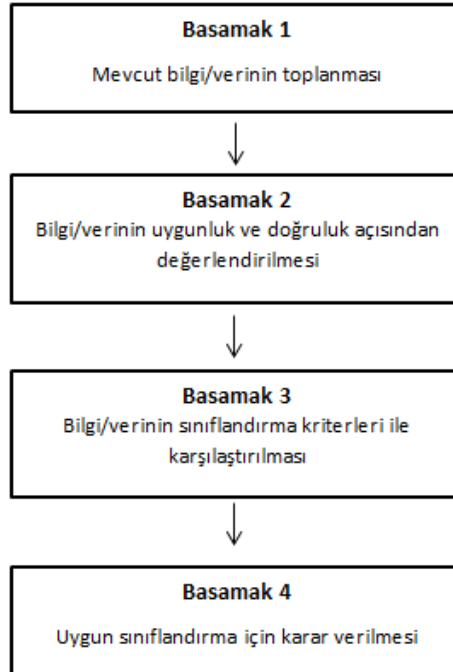 Basamak 1
Mevcut bilgi/verinin toplanması
Basamak 2
Bilgi/verinin uygunluk ve doğruluk açısından
değerlendirilmesi
Basamak 3
Bilgi/verinin sınıflandırma kriterleri ile
karşılaştırılması
Basamak 4
Uygun sınıflandırma için karar verilmesi